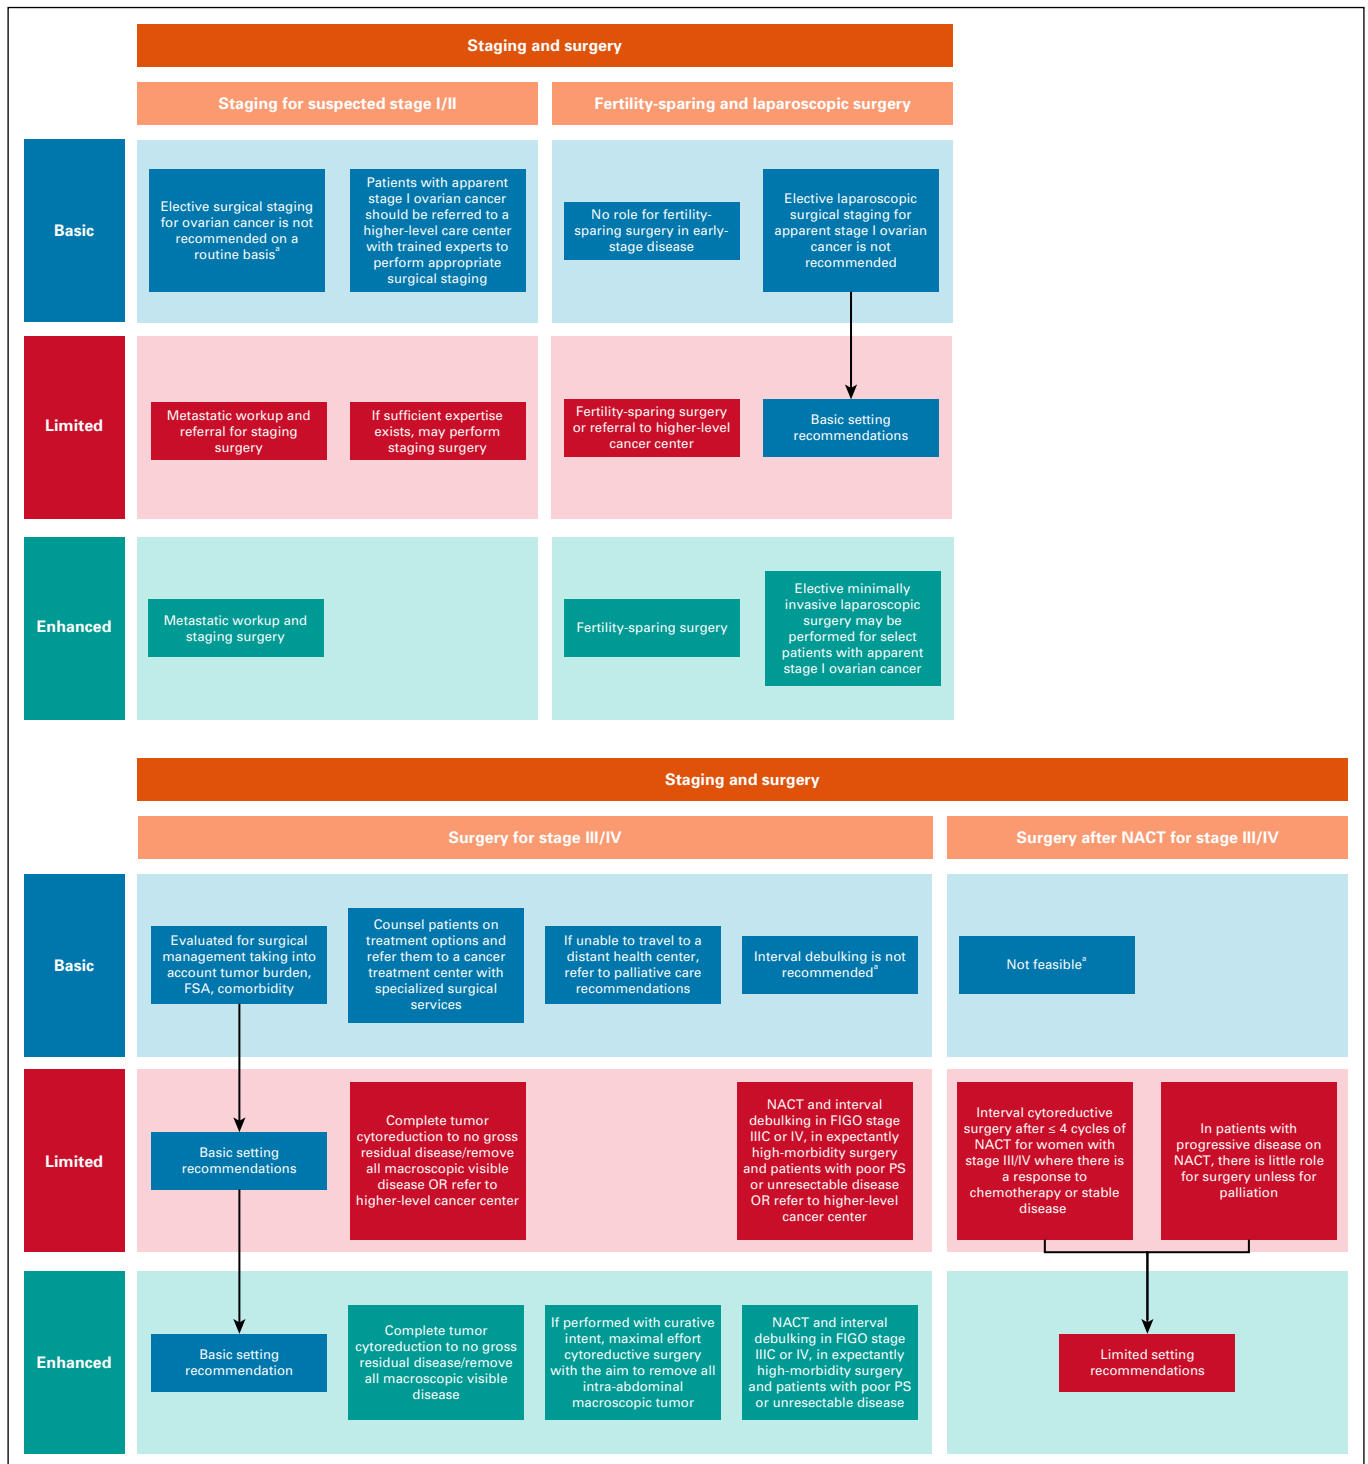 Staging and surgery
Staging for suspected stage I/II
Fertility-sparing and laparoscopic surgery
Basic
Elective surgical staging
for ovarian cancer is not
recommended on a
routine basisª
Patients with apparent
stage I ovarian cancer
should be referred to a
higher-level care center
with trained experts to
perform appropriate
surgical staging
No role for fertility-
sparing surgery in early-
stage disease
Elective laparoscopic
surgical staging for
apparent stage I ovarian
cancer is not
recommended
Limited
Metastatic workup and
referral for staging
surgery
If sufficient expertise
exists, may perform
staging surgery
Fertility-sparing surgery
or referral to higher-level
cancer center
Basic setting
recommendations
Enhanced
Metastatic workup and
staging surgery
Fertility-sparing surgery
Elective minimally
invasive laparoscopic
surgery may be
performed for select
patients with apparent
stage I ovarian cancer
Staging and surgery
Surgery for stage III/IV
Surgery after NACT for stage III/IV
Basic
Evaluated for surgical
management taking into
account tumor burden,
FSA, comorbidity
Counsel patients on
treatment options and
refer them to a cancer
treatment center with
specialized surgical
services
If unable to travel to a
distant health center,
refer to palliative care
recommendations
Interval debulking is not
recommendedª
Not feasibleª
Limited
Basic setting
recommendations
Complete tumor
cytoreduction to no gross
residual disease/remove
all macroscopic visible
disease OR refer to
higher-level cancer center
NACT and interval
debulking in FIGO stage
IIIC or IV, in expectantly
high-morbidity surgery
and patients with poor PS
or unresectable disease
OR refer to higher-level
cancer center
Interval cytoreductive
surgery after ≤ 4 cycles of
NACT for women with
stage III/IV where there is
a response to
chemotherapy or stable
disease
In patients with
progressive disease on
NACT, there is little role
for surgery unless for
palliation
Enhanced
Basic setting
recommendation
Complete tumor
cytoreduction to no gross
residual disease/remove
all macroscopic visible
disease
If performed with curative
intent, maximal effort
cytoreductive surgery
with the aim to remove all
intra-abdominal
macroscopic tumor
NACT and interval
debulking in FIGO stage
IIIC or IV, in expectantly
high-morbidity surgery
and patients with poor PS
or unresectable disease
Limited setting
recommendations